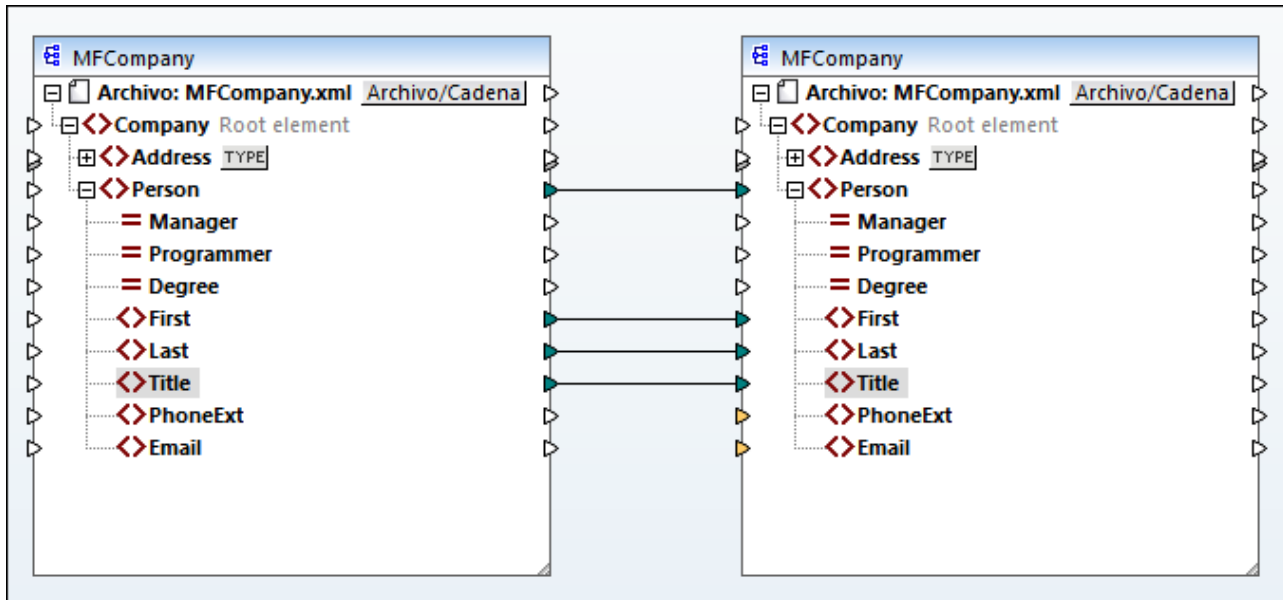 MFCompany
Archivo: MFCompany.xml Archivo/Cadena
Company Root element
Address TYPE
Person
Manager
Programmer
Degree
First
Last
Title
PhoneExt
Email
MFCompany
Archivo: MFCompany.xml Archivo/Cadena
Company Root element
Address TYPE
Person
Manager
Programmer
Degree
First
Last
Title
PhoneExt
Email